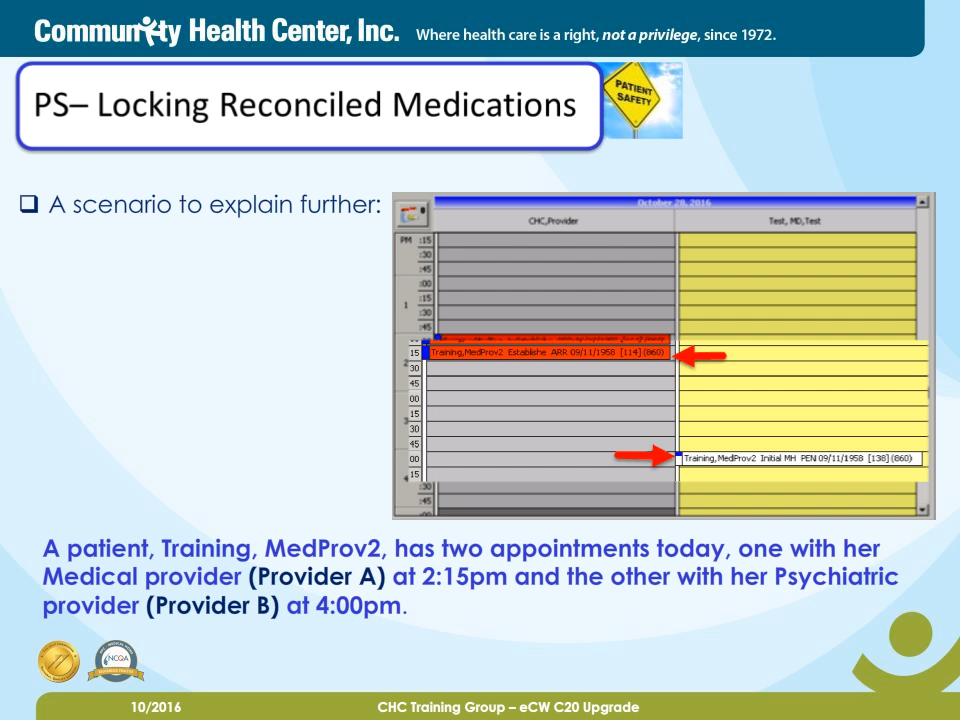 Community Health Center, Inc. Where health care is a right, not a privilege, since 1972.
PS– Locking Reconciled Medications
PATIENT
SAFETY
❑ A scenario to explain further:
October 28, 2016
CHC,Provider Test, MD,Test
PM :15
:30
:45
:00
1 :15
:30
:45
15 Training,MedProv2 Establishe ARR 09/11/1958 [114] (860)
2 30
45
00
3 15
30
45
00 Training,MedProv2 Initial MH PEN 09/11/1958 [138] (860)
4 15
:30
:45
:00
A patient, Training, MedProv2, has two appointments today, one with her
Medical provider (Provider A) at 2:15pm and the other with her Psychiatric
provider (Provider B) at 4:00pm.
NCQA
10/2016 CHC Training Group – eCW C20 Upgrade